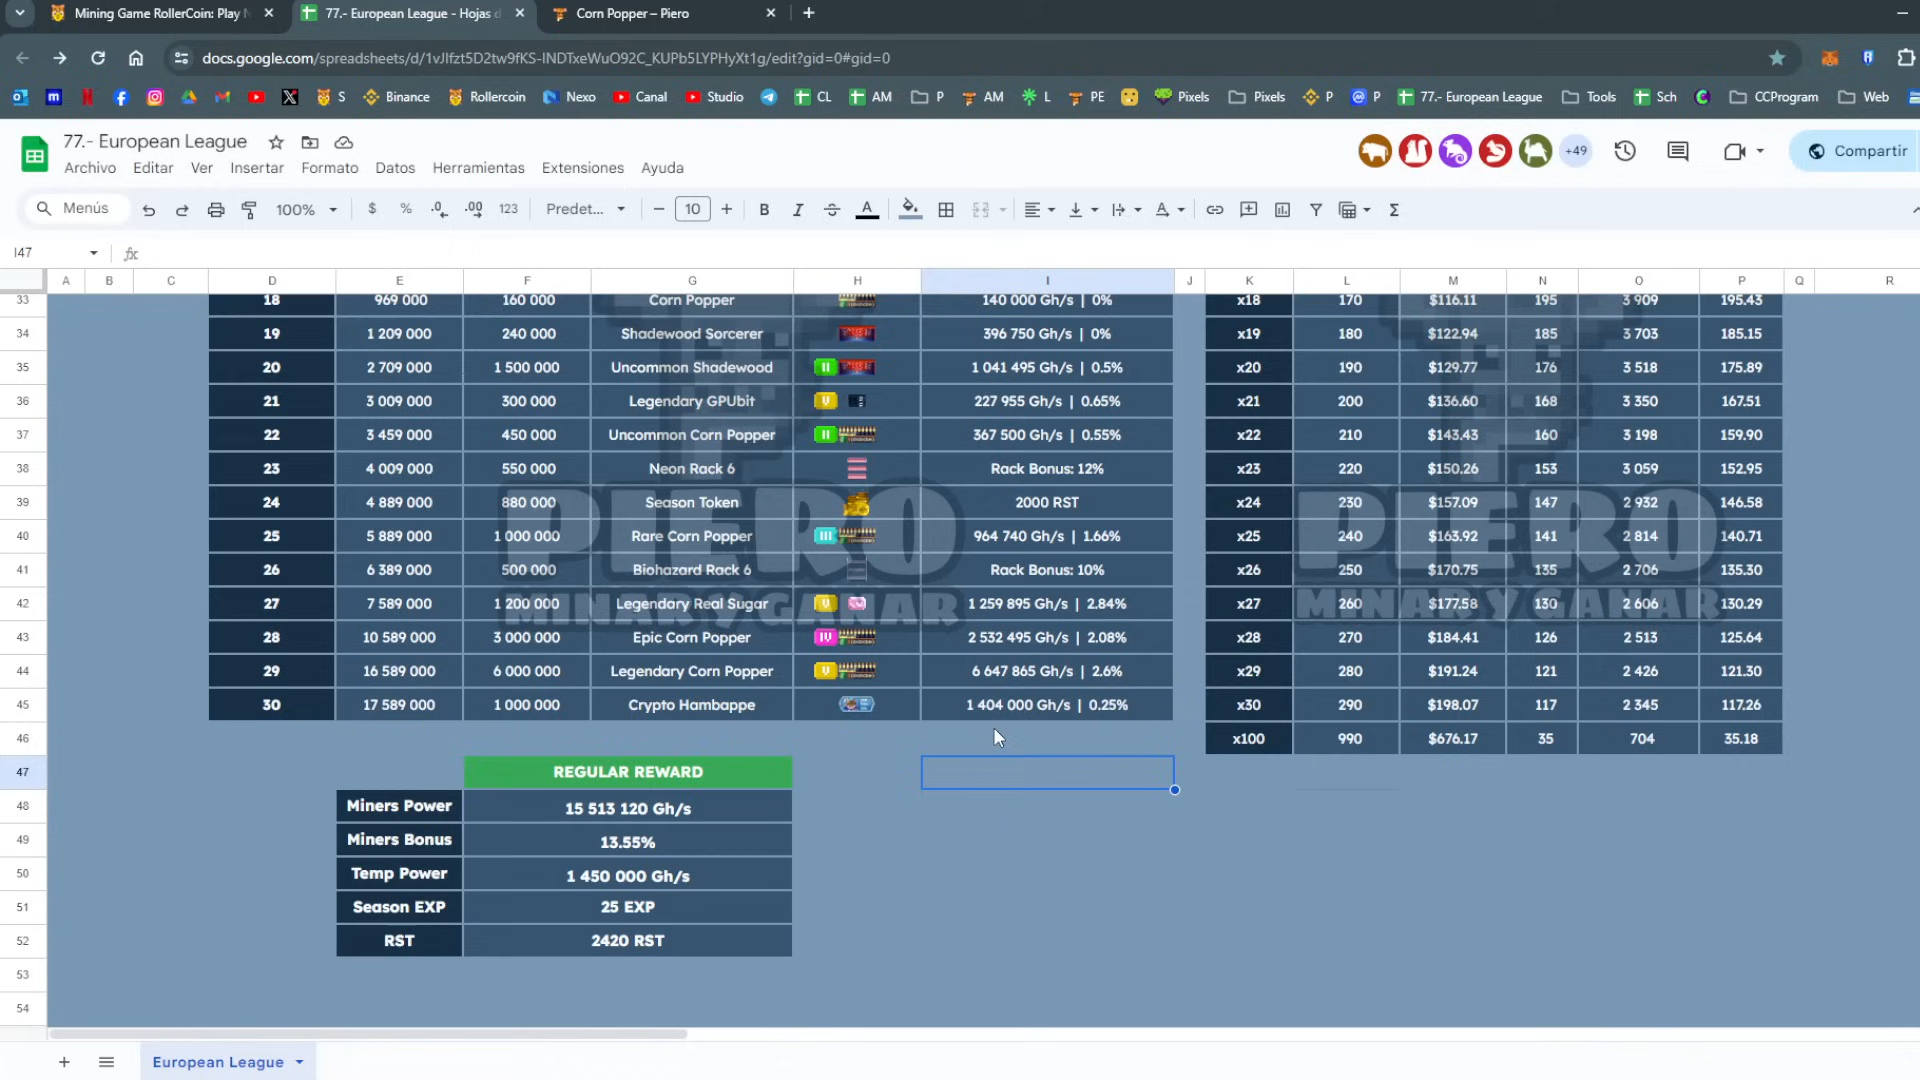 Mining Game RollerCoin: Play
77.- European League - Hojas d
Corn Popper – Piero
docs.google.com/spreadsheets/d/1vJlfzt5D2tw9fKS-INDTxeWuO92C_KUPb5LYPHyXt1g/edit?gid=0#gid=0
S Binance Rollercoin Nexo Canal Studio CL AM P AM L PE Pixels Pixels P P 77.- European League Tools Sch CCProgram Web
77.- European League
+49
Compartir
Archivo Editar Ver Insertar Formato Datos Herramientas Extensiones Ayuda
Menús 100% $ % .0 .00 123 Predet... 10 B I A
I47 fx
A B C D E F G H I J K L M N O P Q R
33 18 969 000 160 000 Corn Popper 140 000 Gh/s | 0% x18 170 $116.11 195 3 909 195.43
34 19 1 209 000 240 000 Shadewood Sorcerer 396 750 Gh/s | 0% x19 180 $122.94 185 3 703 185.15
35 20 2 709 000 1 500 000 Uncommon Shadewood II 1 041 495 Gh/s | 0.5% x20 190 $129.77 176 3 518 175.89
36 21 3 009 000 300 000 Legendary GPUbit V 227 955 Gh/s | 0.65% x21 200 $136.60 168 3 350 167.51
37 22 3 459 000 450 000 Uncommon Corn Popper II 367 500 Gh/s | 0.55% x22 210 $143.43 160 3 198 159.90
38 23 4 009 000 550 000 Neon Rack 6 Rack Bonus: 12% x23 220 $150.26 153 3 059 152.95
39 24 4 889 000 880 000 Season Token 2000 RST x24 230 $157.09 147 2 932 146.58
40 25 5 889 000 1 000 000 Rare Corn Popper III 964 740 Gh/s | 1.66% x25 240 $163.92 141 2 814 140.71
41 26 6 389 000 500 000 Biohazard Rack 6 Rack Bonus: 10% x26 250 $170.75 135 2 706 135.30
42 27 7 589 000 1 200 000 Legendary Real Sugar V 1 259 895 Gh/s | 2.84% x27 260 $177.58 130 2 606 130.29
43 28 10 589 000 3 000 000 Epic Corn Popper IV 2 532 495 Gh/s | 2.08% x28 270 $184.41 126 2 513 125.64
44 29 16 589 000 6 000 000 Legendary Corn Popper V 6 647 865 Gh/s | 2.6% x29 280 $191.24 121 2 426 121.30
45 30 17 589 000 1 000 000 Crypto Hambappe 1 404 000 Gh/s | 0.25% x30 290 $198.07 117 2 345 117.26
46 x100 990 $676.17 35 704 35.18
PIERO PIERO
MINAR Y GANAR MINAR Y GANAR
47 REGULAR REWARD
48 Miners Power 15 513 120 Gh/s
49 Miners Bonus 13.55%
50 Temp Power 1 450 000 Gh/s
51 Season EXP 25 EXP
52 RST 2420 RST
53
54
European League